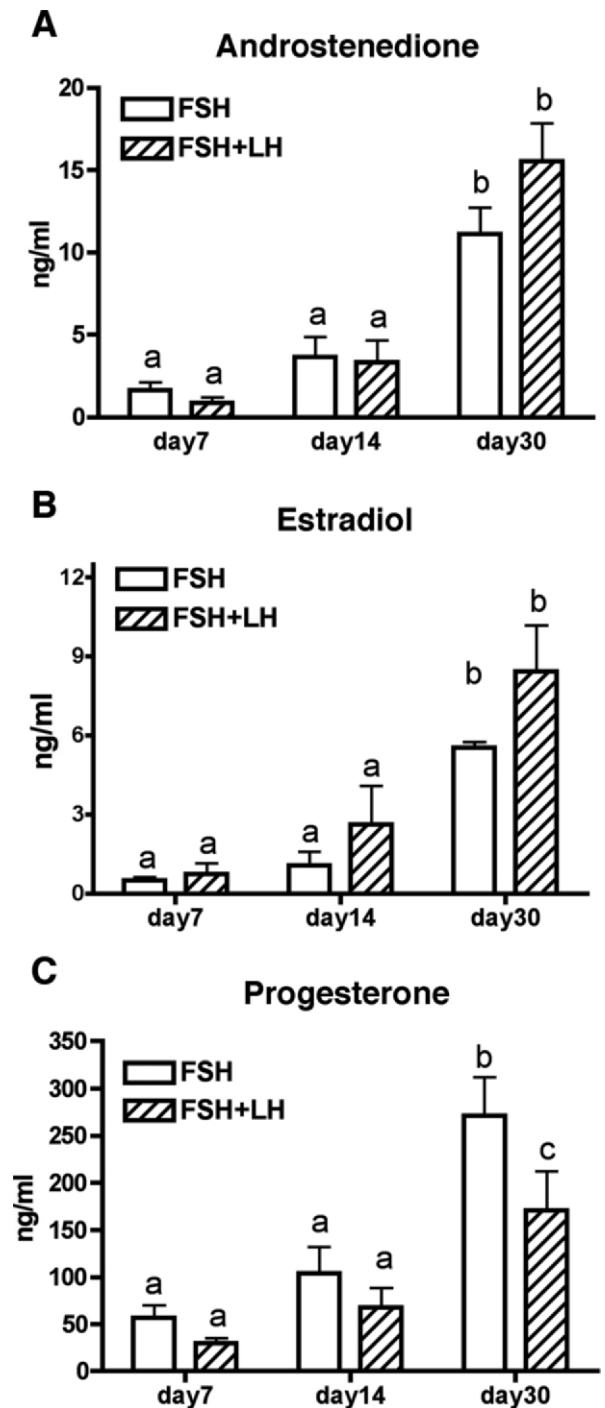 A
Androstenedione
20
15
10
5
0
ng/ml
FSH
FSH+LH
a
a
a
a
b
b
day7 day14 day30
B
Estradiol
12
9
6
3
0
ng/ml
FSH
FSH+LH
a
a
a
a
b
b
day7 day14 day30
C
Progesterone
350
300
250
200
150
100
50
0
ng/ml
FSH
FSH+LH
a
a
a
a
b
c
day7 day14 day30